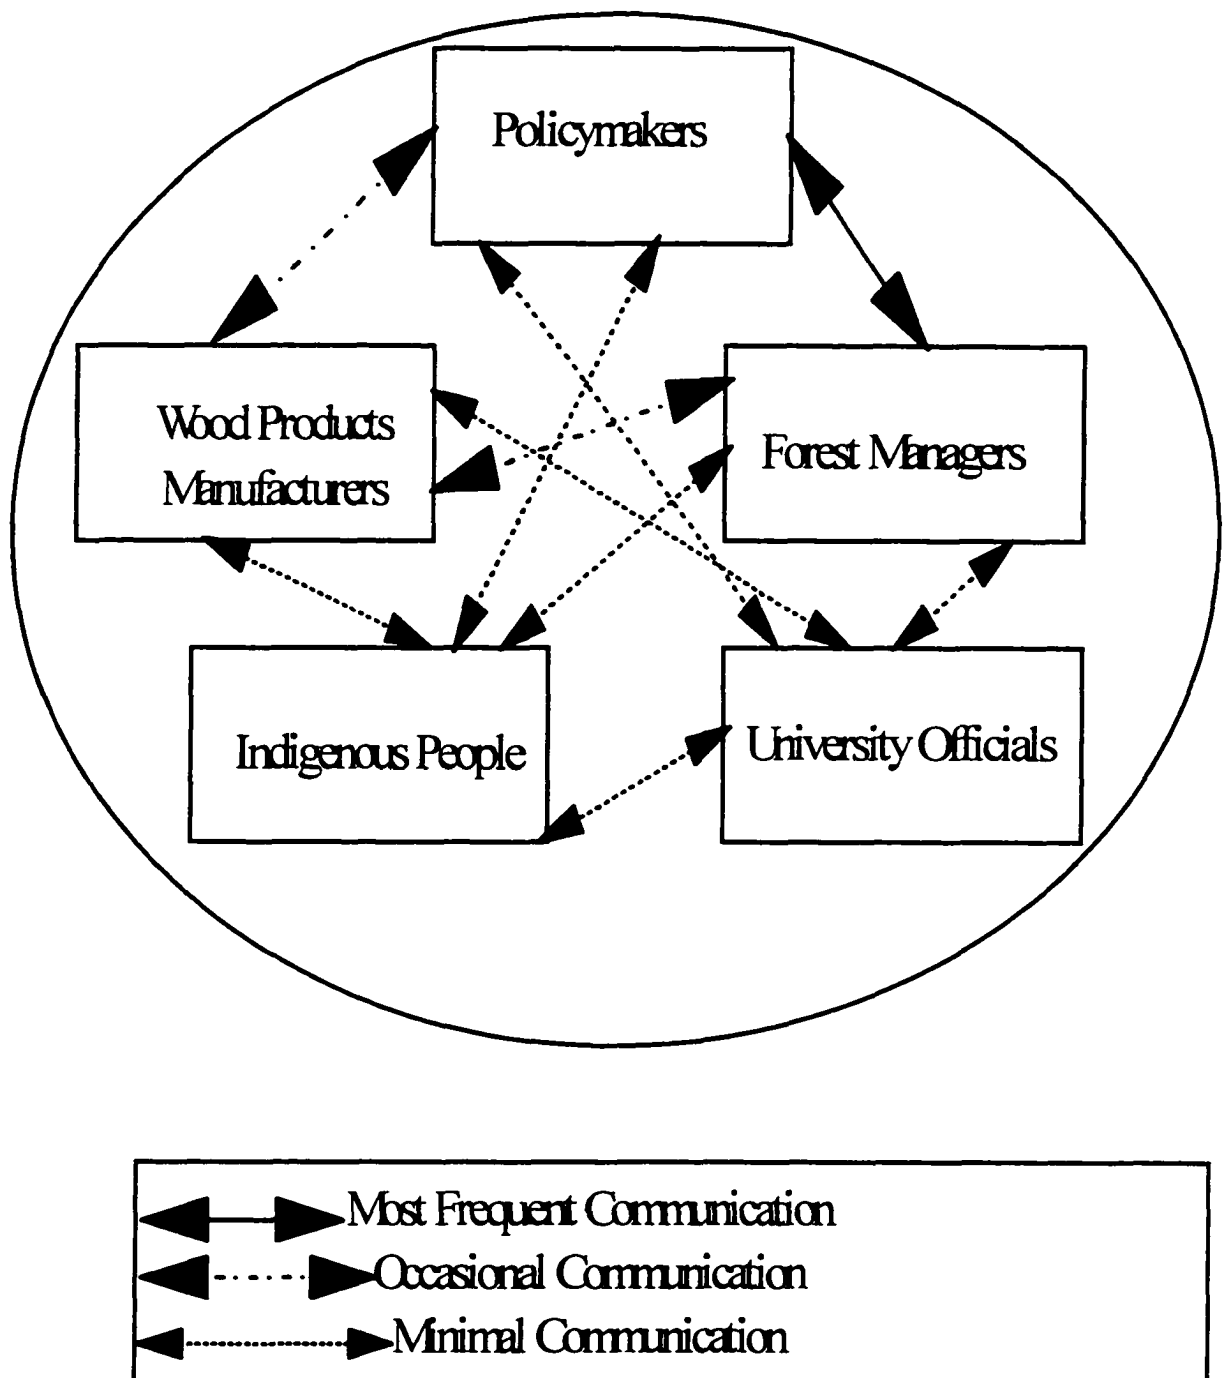 Policymakers
Wood Products
Manufacturers
Forest Managers
Indigenous People
University Officials
Most Frequent Communication
Occasional Communication
Minimal Communication